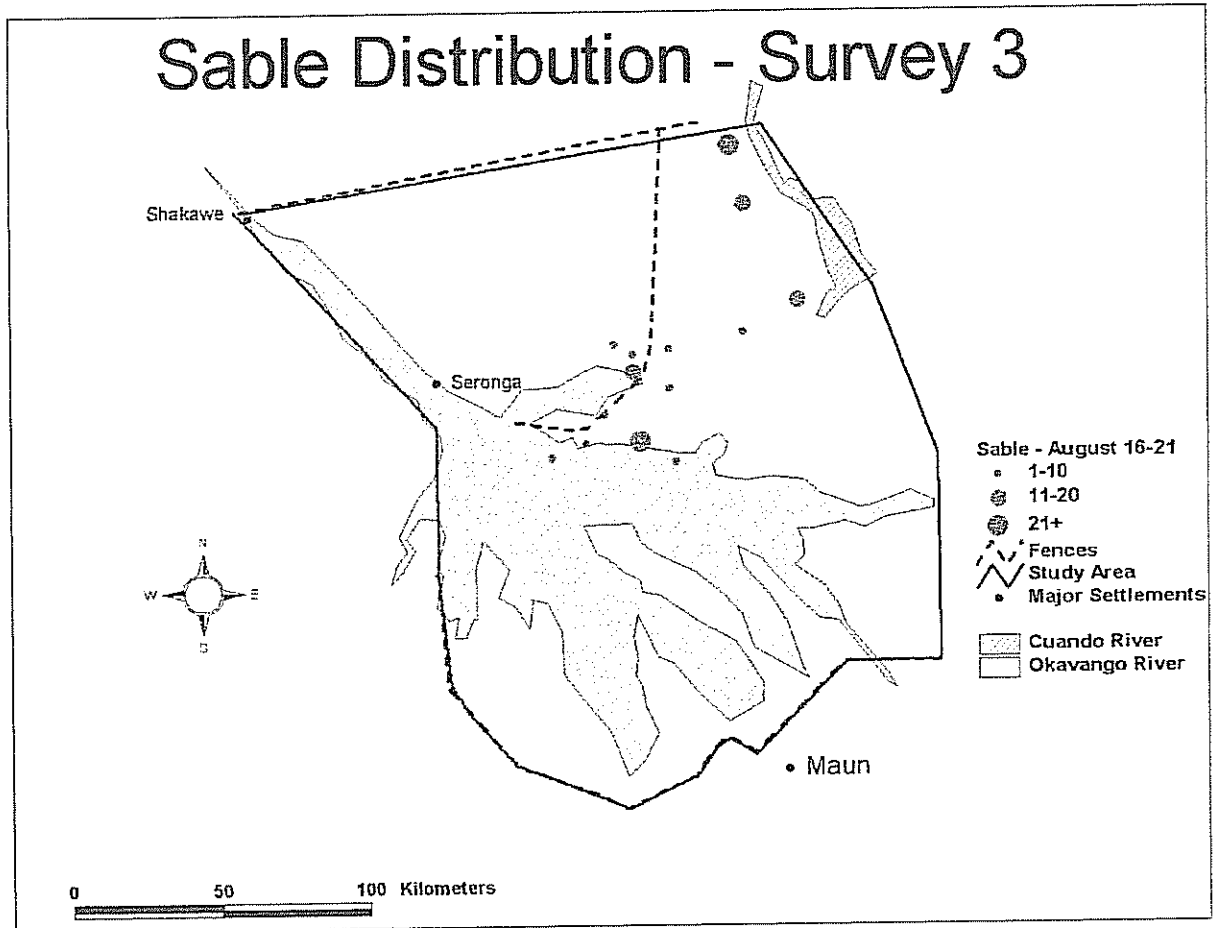 Sable Distribution - Survey 3
Shakawe
Seronga
Sable - August 16-21
1-10
11-20
21+
Fences
Study Area
Major Settlements
N
W E
S
Cuando River
Okavango River
Maun
0 50 100 Kilometers